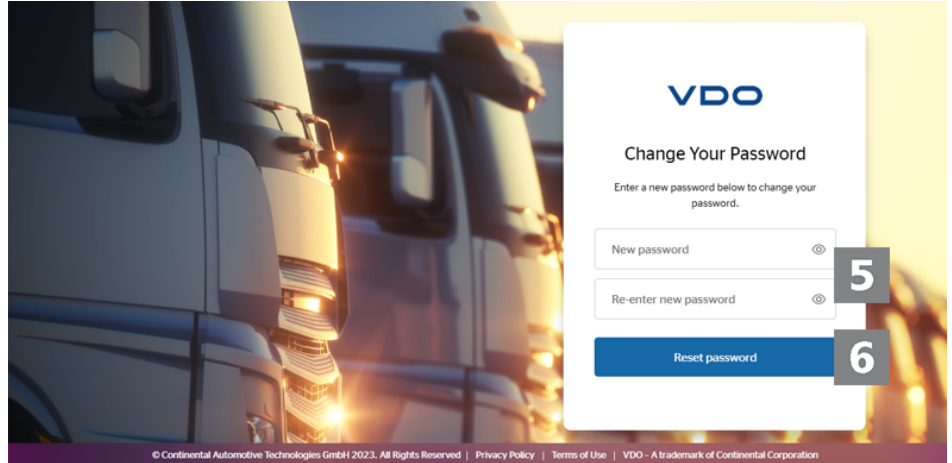 VDO
Change Your Password
Enter a new password below to change your
password.
New password
5
Re-enter new password
Reset password
6
© Continental Automotive Technologies GmbH 2023. All Rights Reserved | Privacy Policy | Terms of Use | VDO - A trademark of Continental Corporation